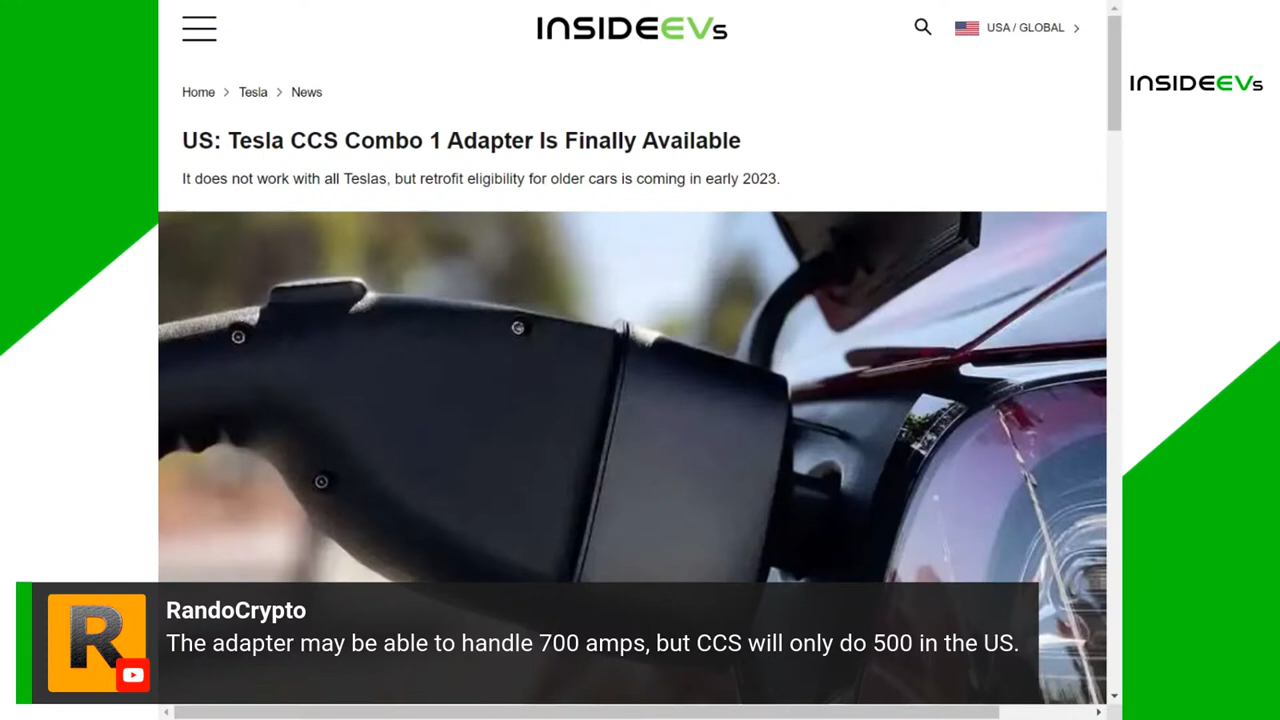 INSIDEEVs
USA / GLOBAL
INSIDEEVs
Home > Tesla > News
US: Tesla CCS Combo 1 Adapter Is Finally Available
It does not work with all Teslas, but retrofit eligibility for older cars is coming in early 2023.
R
RandoCrypto
The adapter may be able to handle 700 amps, but CCS will only do 500 in the US.